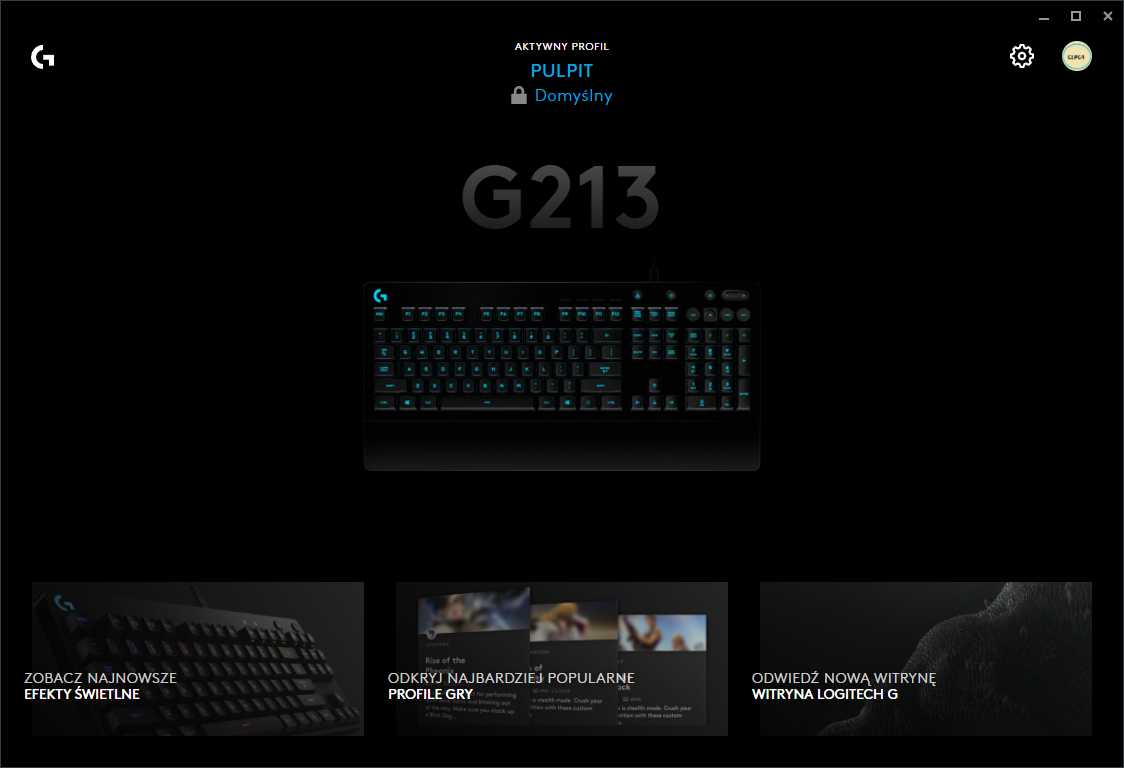 AKTYWNY PROFIL
PULPIT
Domyślny
G213
ZOBACZ NAJNOWSZE
EFEKTY ŚWIETLNE
Rise of the
Phoenix
ODKRYJ NAJBARDZIEJ POPULARNE
PROFILE GRY
ODWIEDŹ NOWĄ WITRYNĘ
WITRYNA LOGITECH G